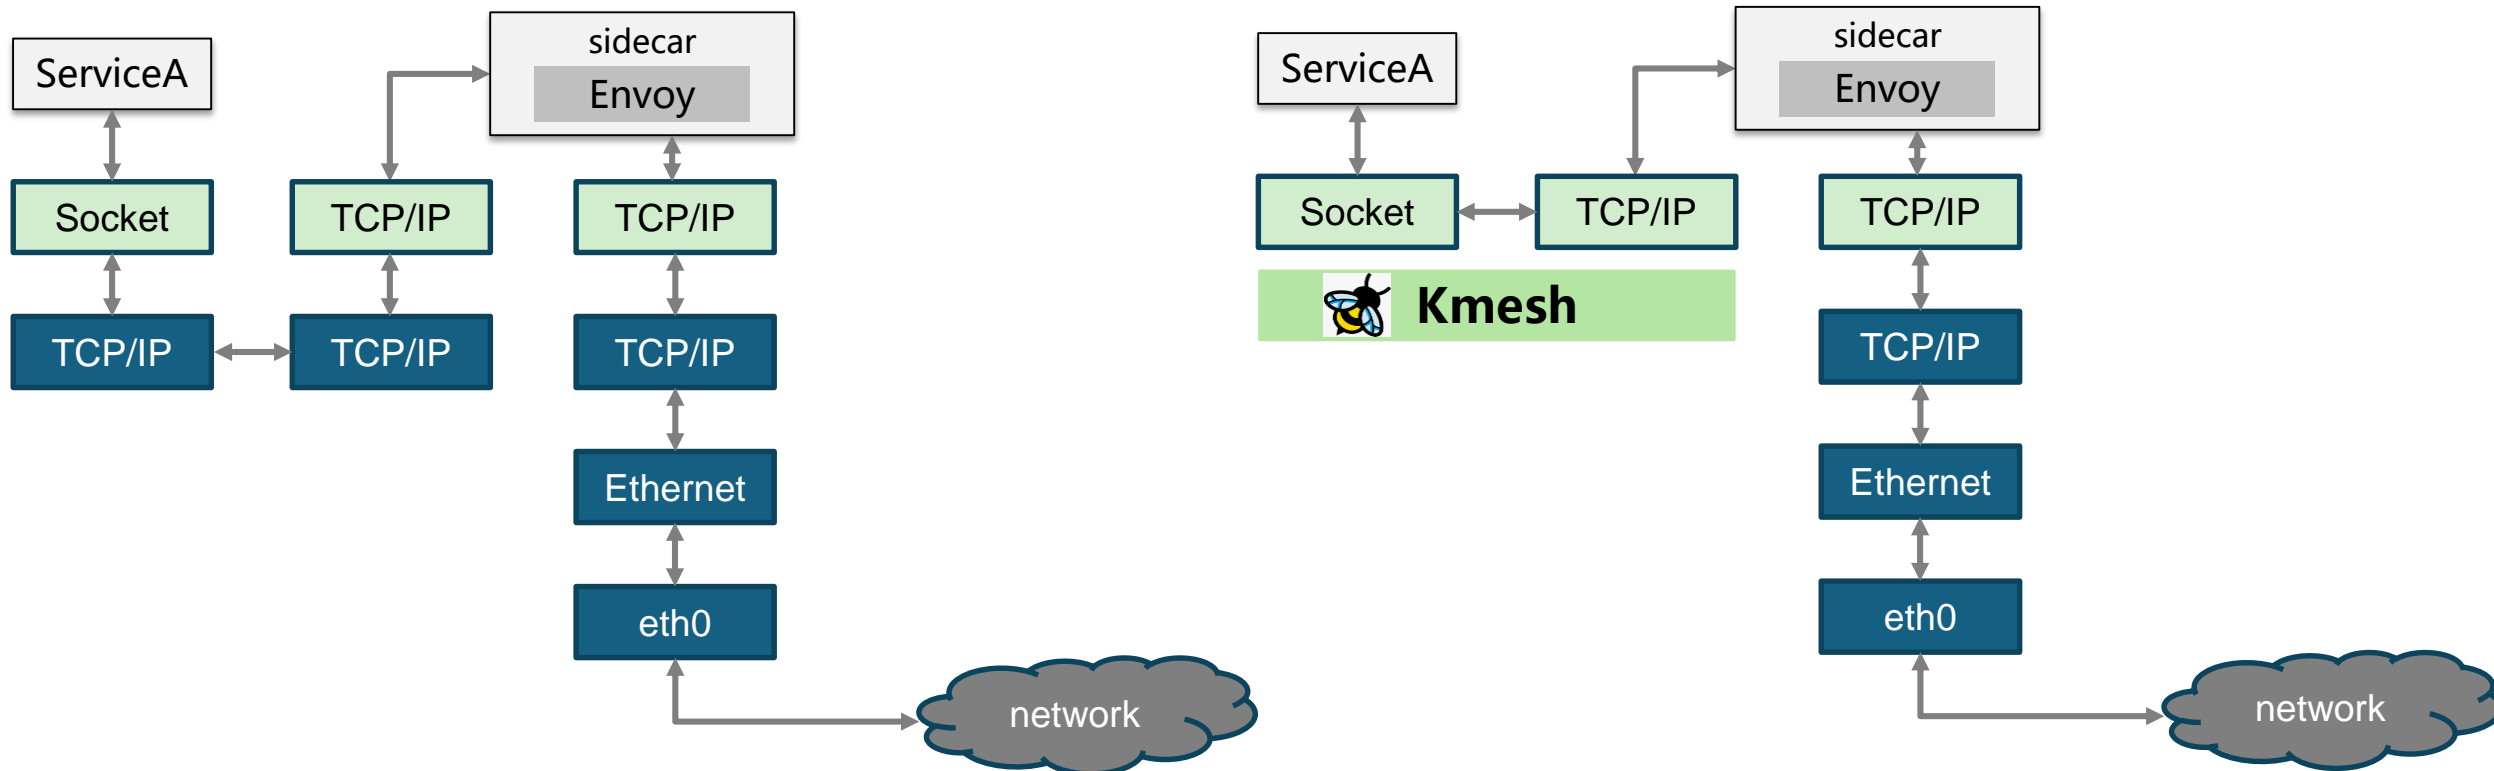 ServiceA
sidecar
Envoy
Socket
TCP/IP
TCP/IP
TCP/IP
TCP/IP
TCP/IP
Ethernet
eth0
network
ServiceA
sidecar
Envoy
Socket
TCP/IP
TCP/IP
Kmesh
TCP/IP
Ethernet
eth0
network